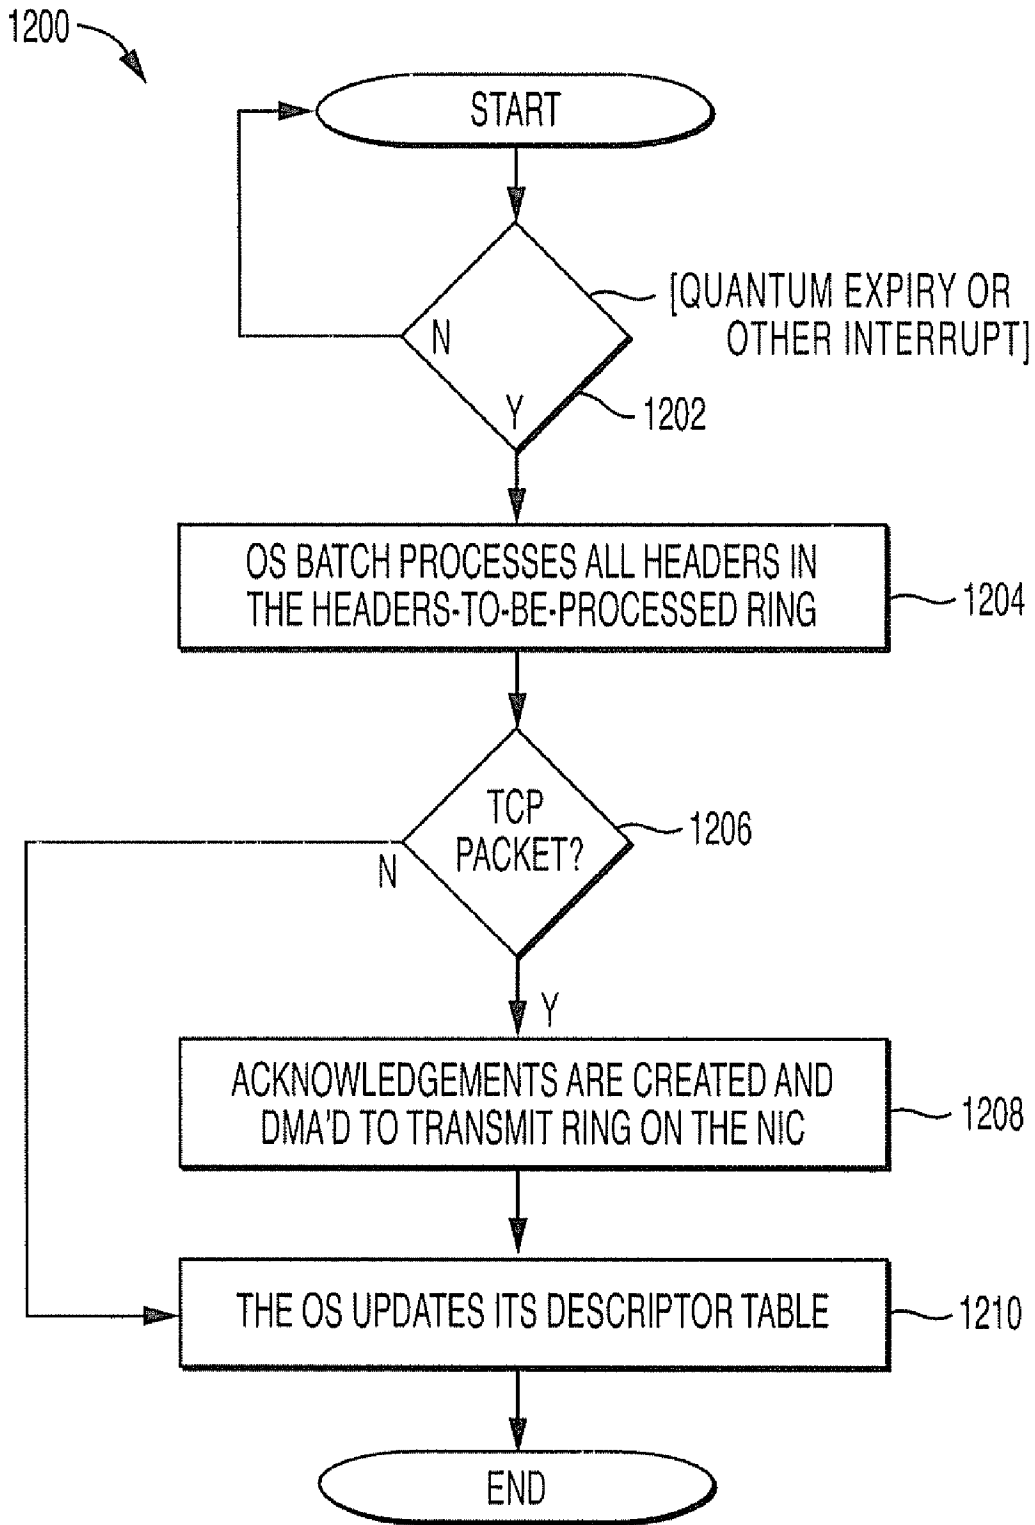 1200
START
[QUANTUM EXPIRY OR
OTHER INTERRUPT]
N
Y
1202
OS BATCH PROCESSES ALL HEADERS IN
THE HEADERS-TO-BE-PROCESSED RING
1204
TCP
PACKET?
1206
N
Y
ACKNOWLEDGEMENTS ARE CREATED AND
DMA'D TO TRANSMIT RING ON THE NIC
1208
THE OS UPDATES ITS DESCRIPTOR TABLE
1210
END